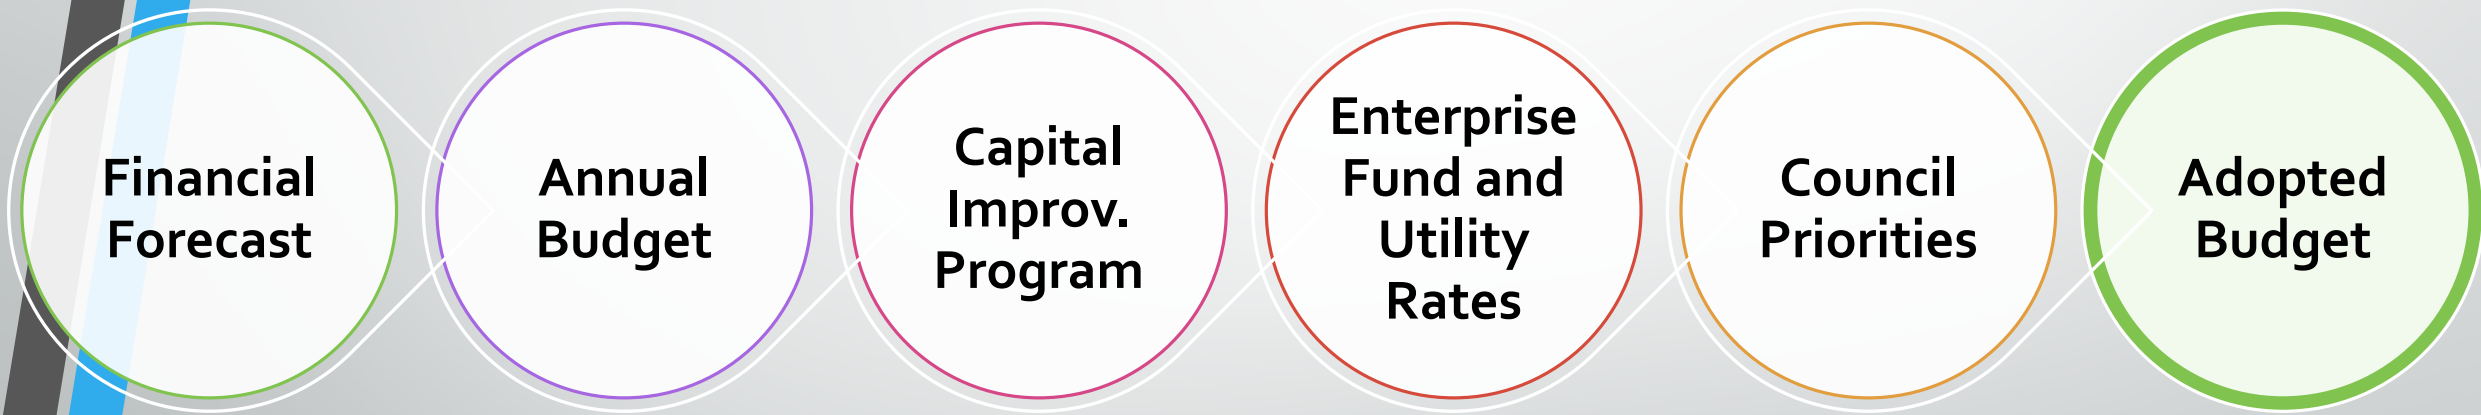 Financial
Forecast
Annual
Budget
Capital
Improv.
Program
Enterprise
Fund and
Utility
Rates
Council
Priorities
Adopted
Budget